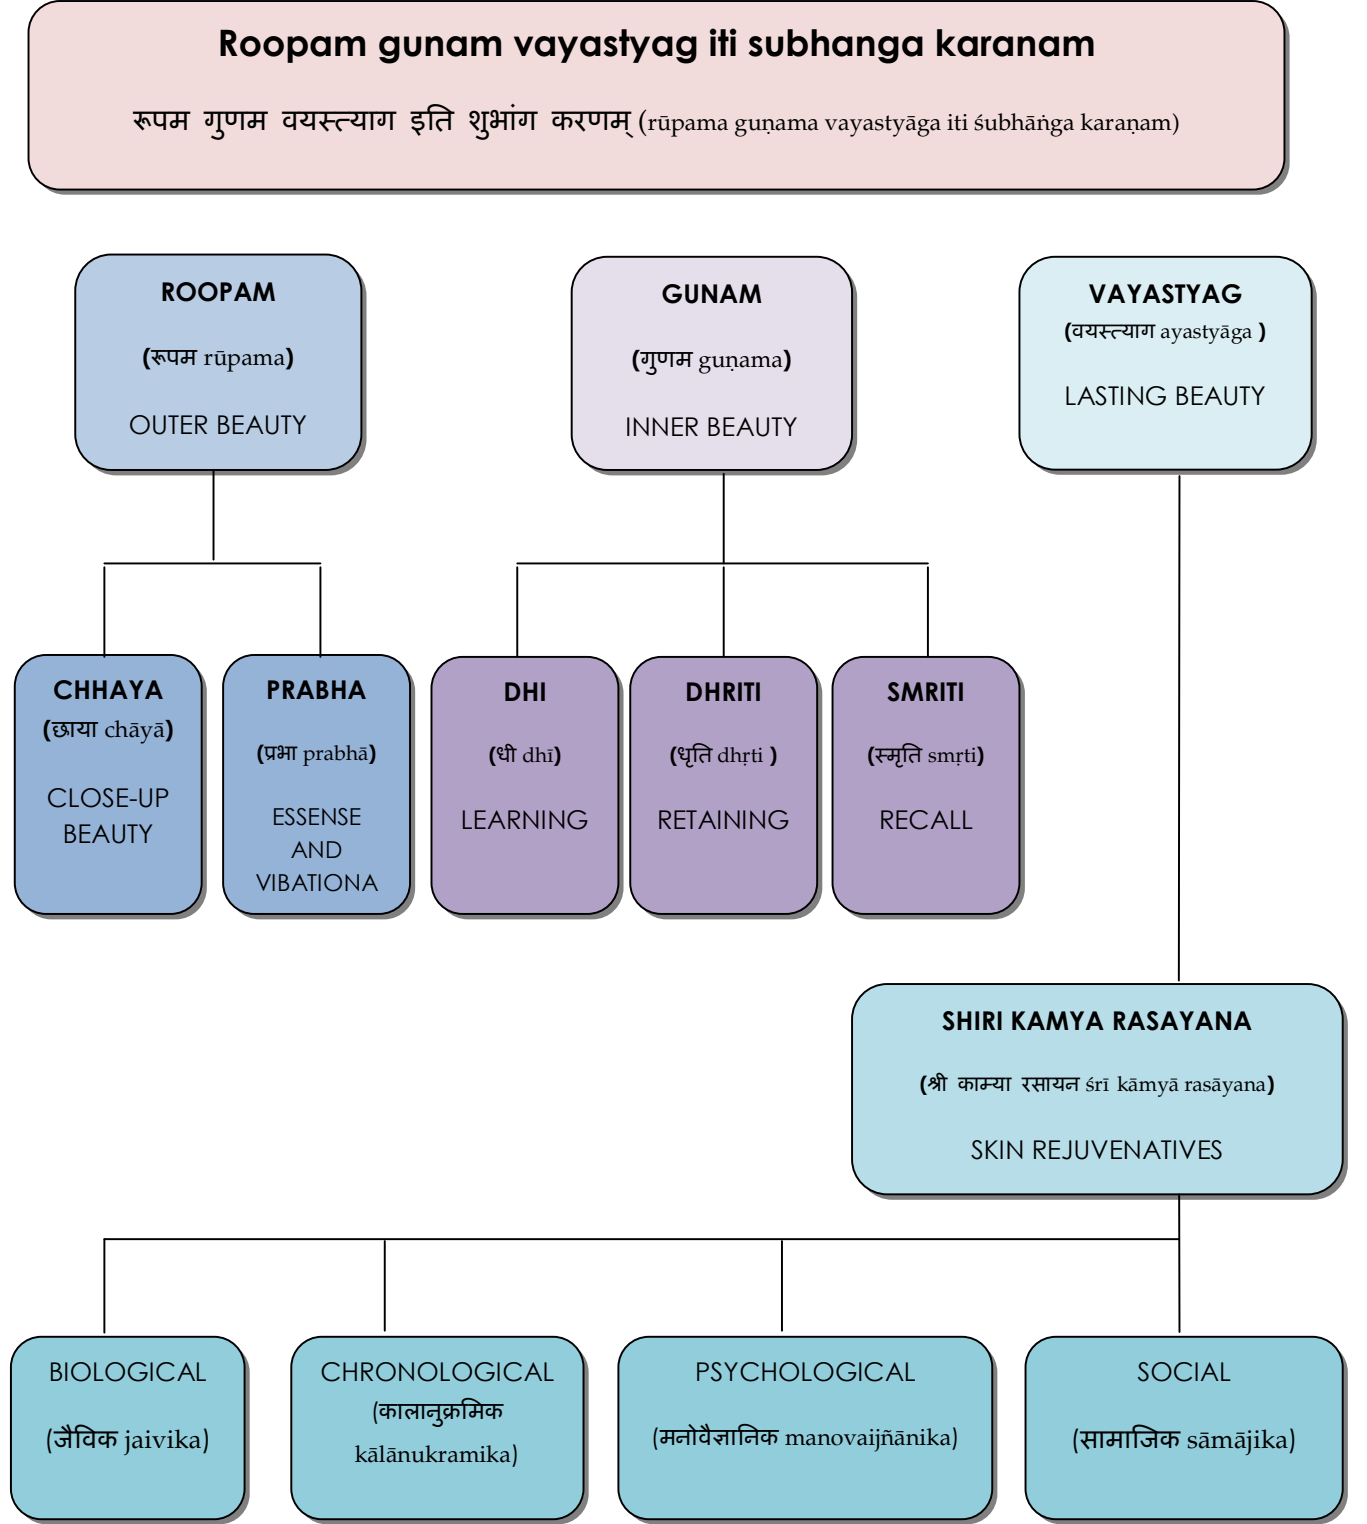 Roopam gunam vayastyag iti subhanga karanam
रूपम गुणम वयस्त्याग इति शुभांग करणम् (rūpama guṇama vayastyāga iti śubhāṅga karaṇam)
ROOPAM
(रूपम rūpama)
OUTER BEAUTY
GUNAM
(गुणम guṇama)
INNER BEAUTY
VAYASTYAG
(वयस्त्याग ayastyāga )
LASTING BEAUTY
CHHAYA
(छाया chāyā)
CLOSE-UP
BEAUTY
PRABHA
(प्रभा prabhā)
ESSENSE
AND
VIBATIONA
DHI
(धी dhī)
LEARNING
DHRITI
(धृति dhṛti )
RETAINING
SMRITI
(स्मृति smṛti)
RECALL
SHIRI KAMYA RASAYANA
(श्री काम्या रसायन śrī kāmyā rasāyana)
SKIN REJUVENATIVES
BIOLOGICAL
(जैविक jaivika)
CHRONOLOGICAL
(कालानुक्रमिक
kālānukramika)
PSYCHOLOGICAL
(मनोवैज्ञानिक manovaijñānika)
SOCIAL
(सामाजिक sāmājika)